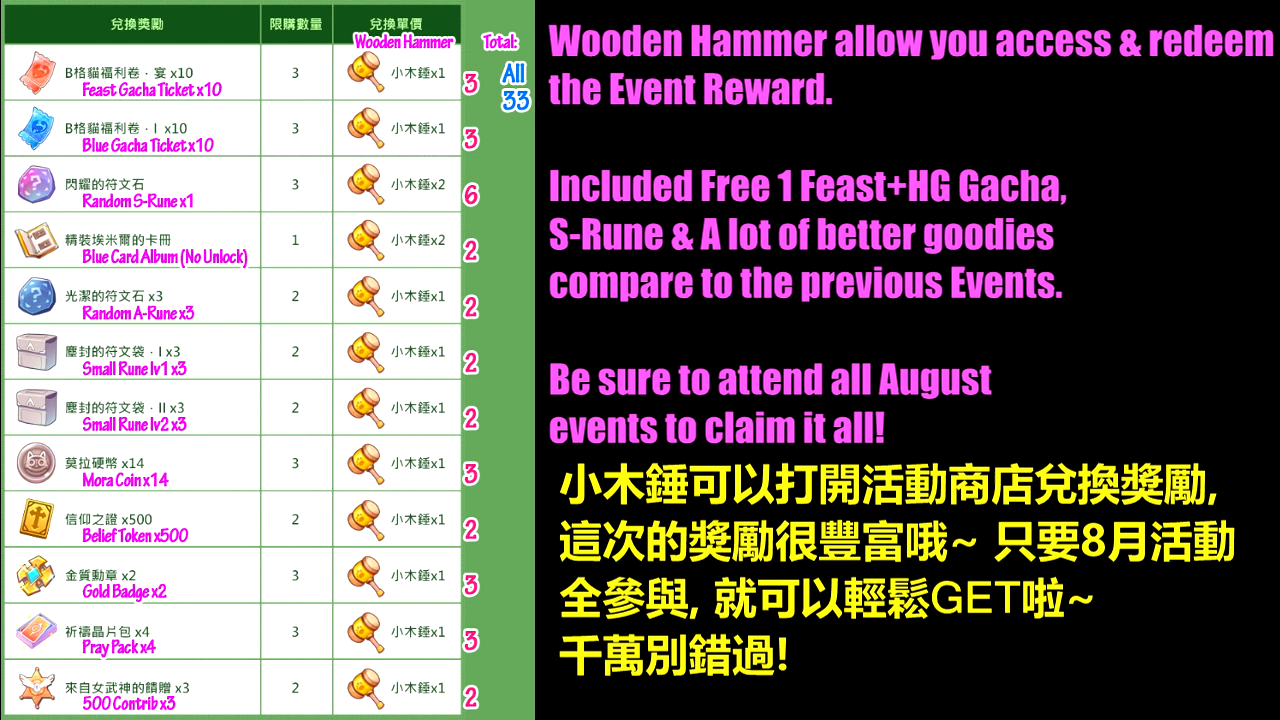 兌換獎勵 限購數量 兌換單價
Wooden Hammer Total:
B格貓福利卷．宴 x10 3 小木錘x1 3 All
Feast Gacha Ticket x10 33
B格貓福利卷．I x10 3 小木錘x1 3
Blue Gacha Ticket x10
閃耀的符文石 3 小木錘x2 6
Random S-Rune x1
精裝埃米爾的卡冊 1 小木錘x2 2
Blue Card Album (No Unlock)
光潔的符文石 x3 2 小木錘x1 2
Random A-Rune x3
塵封的符文袋．I x3 2 小木錘x1 2
Small Rune lv1 x3
塵封的符文袋．II x3 2 小木錘x1 2
Small Rune lv2 x3
莫拉硬幣 x14 3 小木錘x1 3
Mora Coin x14
信仰之證 x500 2 小木錘x1 2
Belief Token x500
金質勳章 x2 3 小木錘x1 3
Gold Badge x2
祈禱晶片包 x4 3 小木錘x1 3
Pray Pack x4
來自女武神的饋贈 x3 2 小木錘x1 2
500 Contrib x3
Wooden Hammer allow you access & redeem
the Event Reward.
Included Free 1 Feast+HG Gacha,
S-Rune & A lot of better goodies
compare to the previous Events.
Be sure to attend all August
events to claim it all!
小木錘可以打開活動商店兌換獎勵,
這次的獎勵很豐富哦~ 只要8月活動
全參與, 就可以輕鬆GET啦~
千萬別錯過!